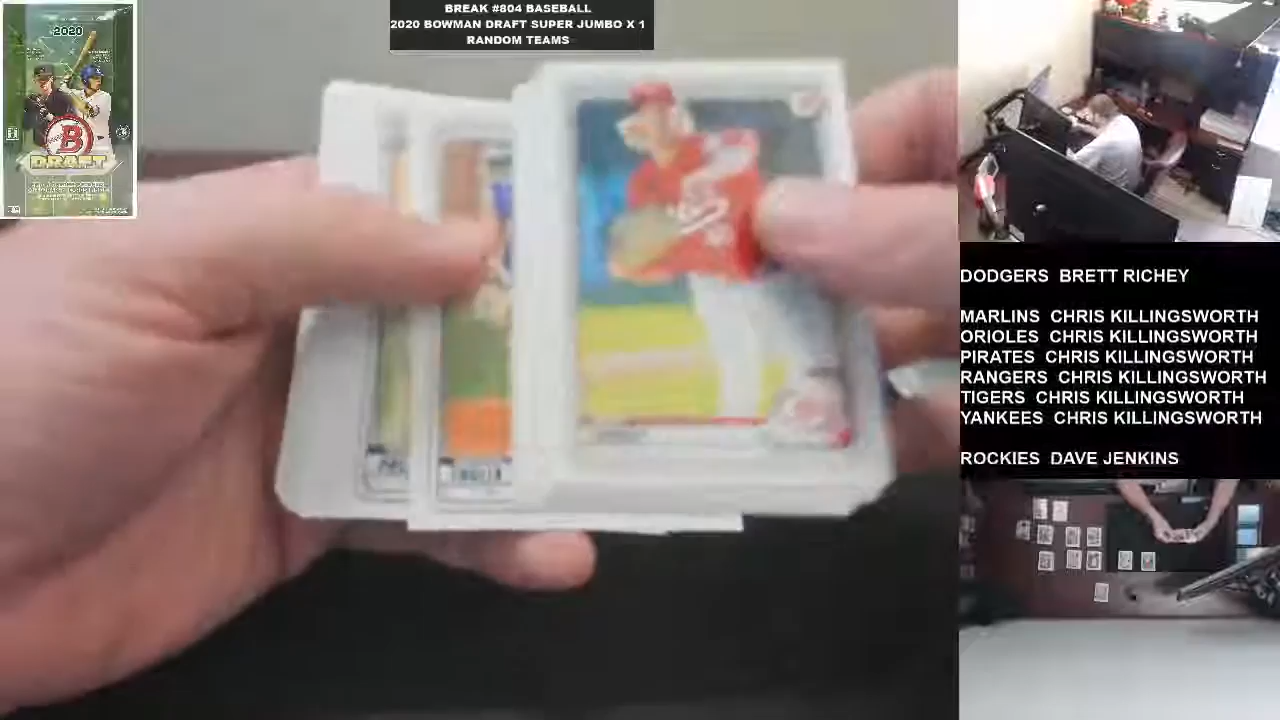 BREAK #804 BASEBALL
2020 BOWMAN DRAFT SUPER JUMBO X 1
RANDOM TEAMS
2020
B
DRAFT
DODGERS BRETT RICHEY
MARLINS CHRIS KILLINGSWORTH
ORIOLES CHRIS KILLINGSWORTH
PIRATES CHRIS KILLINGSWORTH
RANGERS CHRIS KILLINGSWORTH
TIGERS CHRIS KILLINGSWORTH
YANKEES CHRIS KILLINGSWORTH
ROCKIES DAVE JENKINS